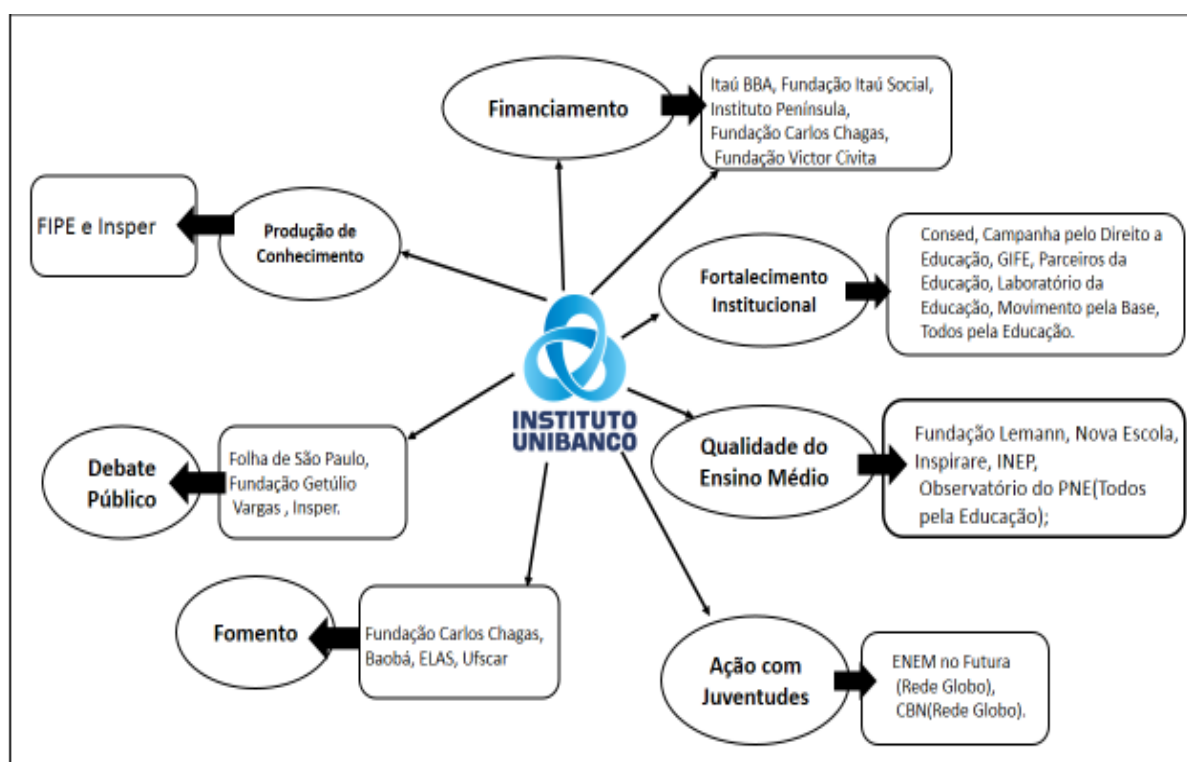 Financiamento
Itaú BBA, Fundação Itaú Social,
Instituto Península,
Fundação Carlos Chagas,
Fundação Victor Civita
FIPE e Insper
Produção de
Conhecimento
Fortalecimento
Institucional
Consed, Campanha pelo Direito a
Educação, GIFE, Parceiros da
Educação, Laboratório da
Educação, Movimento pela Base,
Todos pela Educação.
INSTITUTO
UNIBANCO
Qualidade do
Ensino Médio
Fundação Lemann, Nova Escola,
Inspirare, INEP,
Observatório do PNE(Todos
pela Educação);
Debate
Público
Folha de São Paulo,
Fundação Getúlio
Vargas , Insper.
Fomento
Fundação Carlos Chagas,
Baobá, ELAS, Ufscar
Ação com
Juventudes
ENEM no Futura
(Rede Globo),
CBN(Rede Globo).